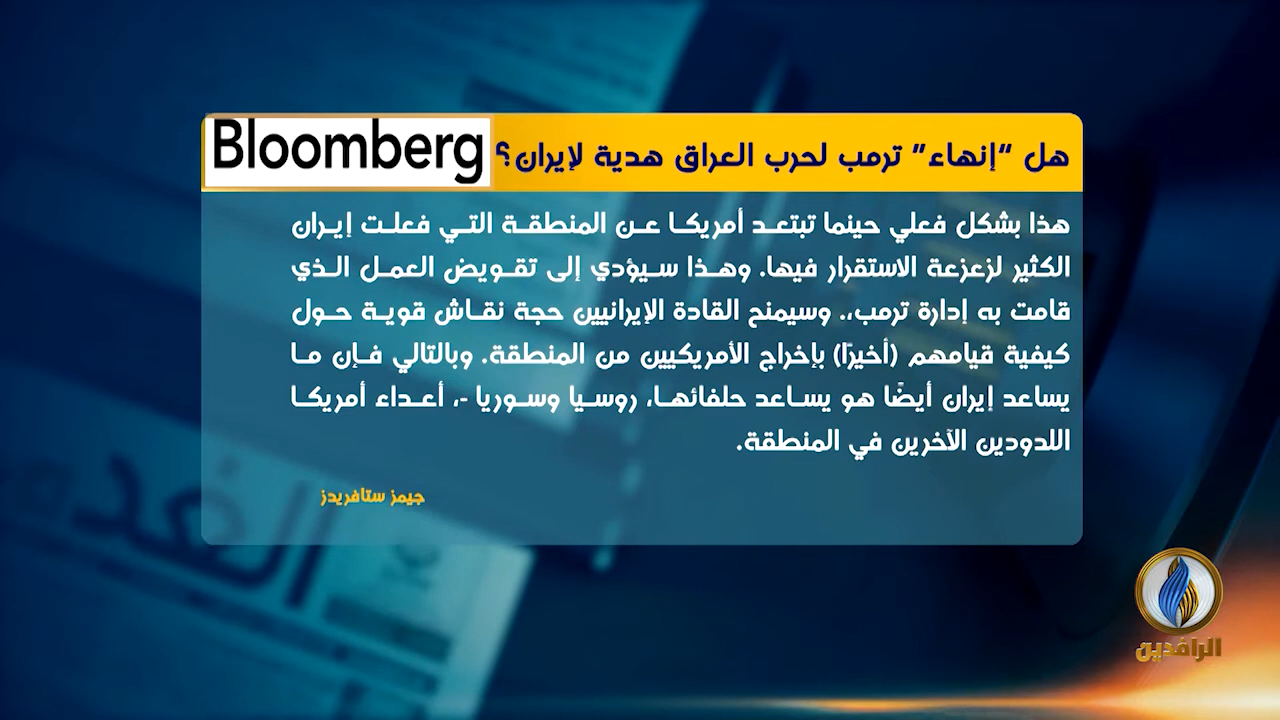 هل “إنهاء” ترمب لحرب العراق هدية لإيران؟
Bloomberg
هذا بشكل فعلي حينما تبتعد أمريكا عن المنطقة التي فعلت إيران
الكثير لزعزعة الاستقرار فيها. وهذا سيؤدي إلى تقويض العمل الذي
قامت به إدارة ترمب،. وسيمنح القادة الإيرانيين حجة نقاش قوية حول
كيفية قيامهم (أخيرًا) بإخراج الأمريكيين من المنطقة. وبالتالي فإن ما
يساعد إيران أيضًا هو يساعد حلفائها، روسيا وسوريا -، أعداء أمريكا
اللدودين الآخرين في المنطقة.
جيمز ستافريدز
الغد
الرافدين